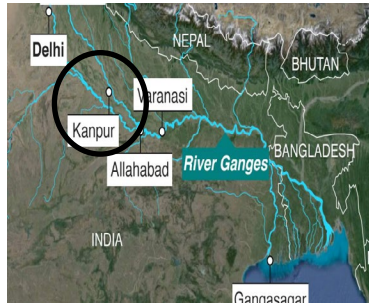 Delhi
NEPAL
BHUTAN
Varanasi
Kanpur
BANGLADESH
Allahabad
River Ganges
INDIA
Gangasagar